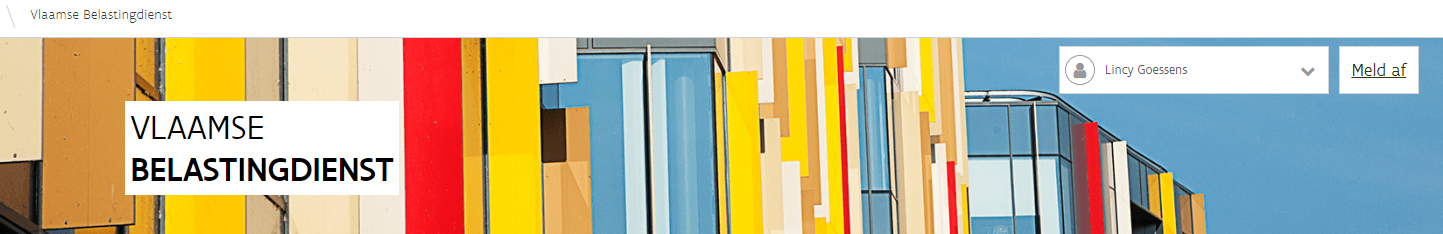 Vlaamse Belastingdienst
Lincy Goessens
Meld af
VLAAMSE
BELASTINGDIENST